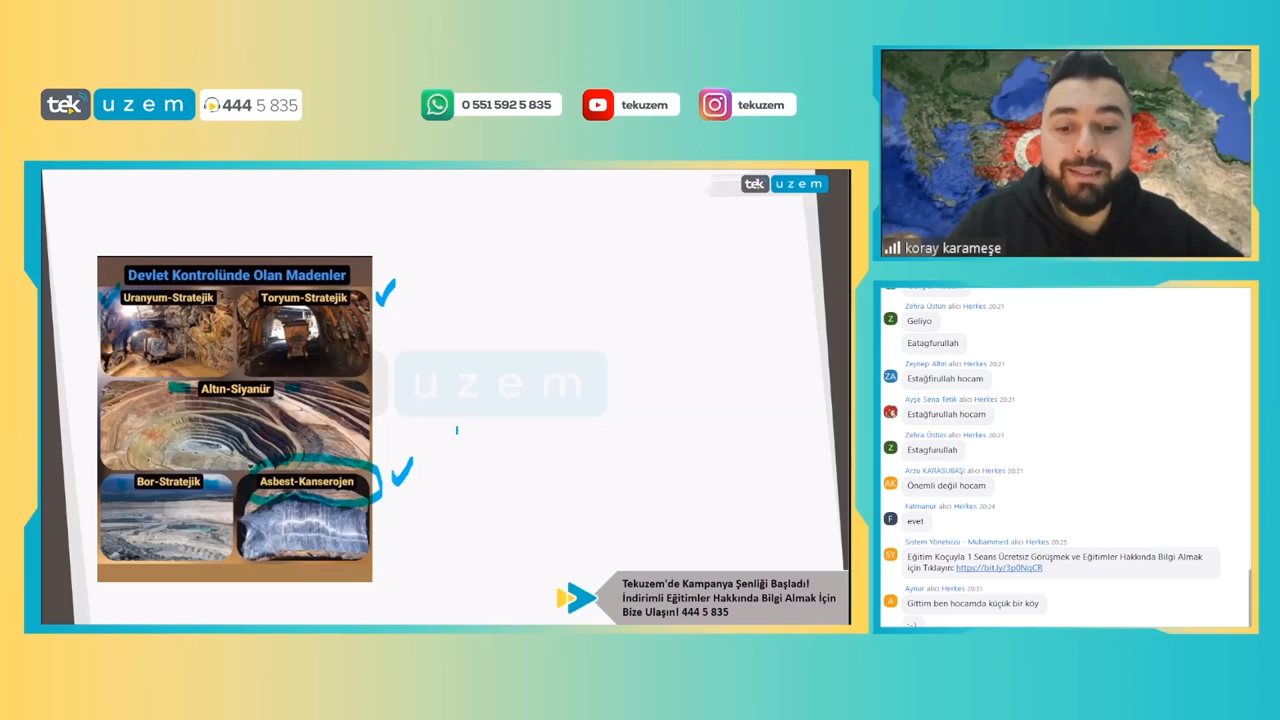 tek uzem 444 5 835
0 551 592 5 835
tekuzem
tekuzem
tek uzem
Devlet Kontrolünde Olan Madenler
Uranyum-Stratejik
Toryum-Stratejik
Altın-Siyanür
Bor-Stratejik
Asbest-Kanserojen
uzem
Tekuzem'de Kampanya Şenliği Başladı!
İndirimli Eğitimler Hakkında Bilgi Almak İçin
Bize Ulaşın! 444 5 835
koray karameşe
Zehra Üstün alıcı Herkes 20:21
Z
Geliyo
Eatagfurullah
Zeynep Altın alıcı Herkes 20:21
ZA
Estağfirullah hocam
Ayşe Sena Tetik alıcı Herkes 20:21
Estağfurullah hocam
Zehra Üstün alıcı Herkes 20:21
Z
Estagfurullah
Arzu KARASUBAŞI alıcı Herkes 20:21
AK
Önemli değil hocam
Fatmanur alıcı Herkes 20:24
F
evet
Sistem Yöneticisi - Muhammed alıcı Herkes 20:25
SY
Eğitim Koçuyla 1 Seans Ücretsiz Görüşmek ve Eğitimler Hakkında Bilgi Almak
için Tıklayın: https://bit.ly/3p0NqCR
Aynur alıcı Herkes 20:31
A
Gittim ben hocamda küçük bir köy